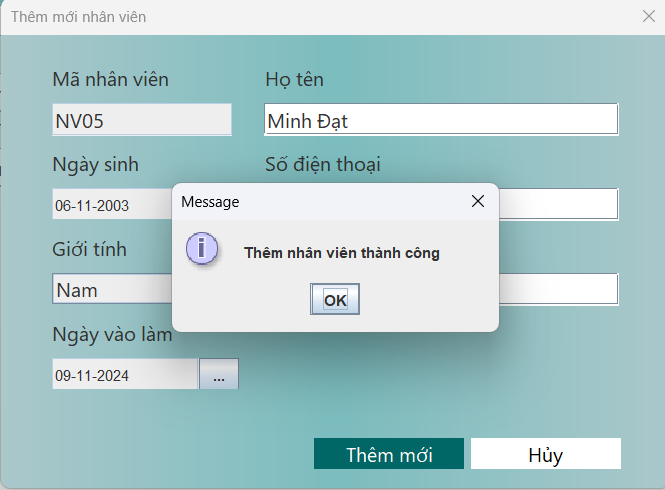 Thêm mới nhân viên
Mã nhân viên
Họ tên
NV05
Minh Đạt
Ngày sinh
Số điện thoại
06-11-2003
Message
Thêm nhân viên thành công
OK
Giới tính
Nam
Ngày vào làm
09-11-2024
...
Thêm mới
Hủy